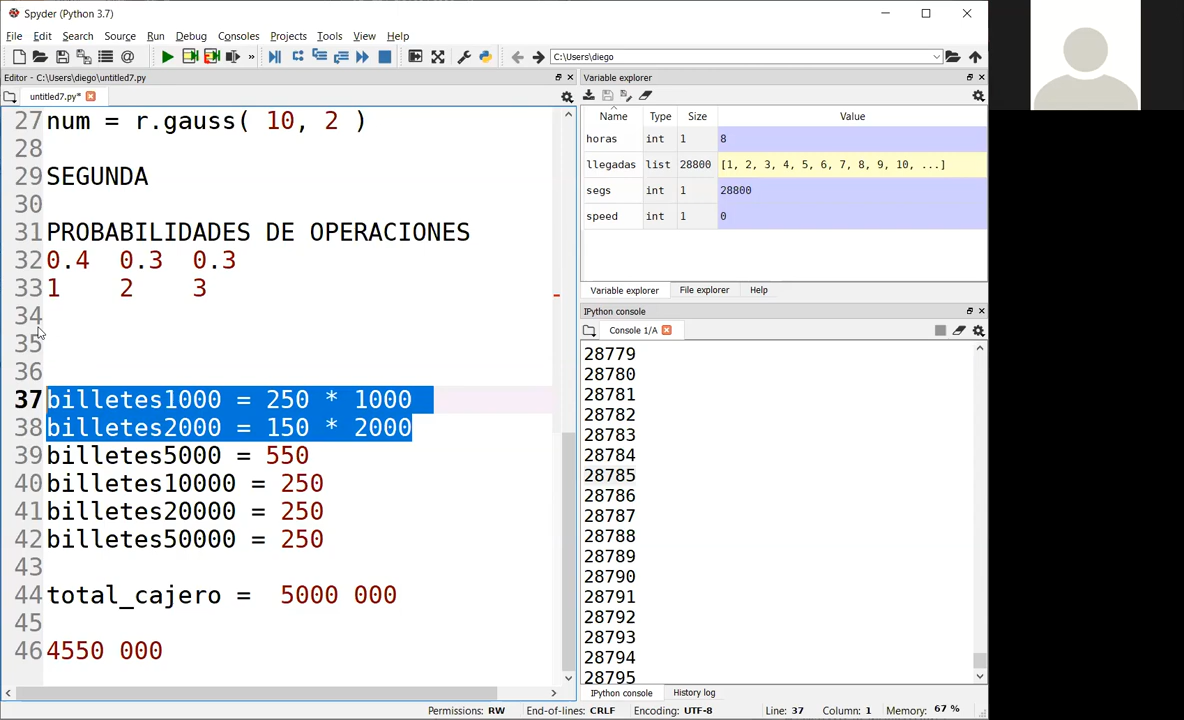 Spyder (Python 3.7)
File Edit Search Source Run Debug Consoles Projects Tools View Help
C:\Users\diego
Editor - C:\Users\diego\untitled7.py
untitled7.py*
27 num = r.gauss( 10, 2 )
28
29 SEGUNDA
30
31 PROBABILIDADES DE OPERACIONES
32 0.4 0.3 0.3
33 1 2 3
34
35
36
37 billetes1000 = 250 * 1000
38 billetes2000 = 150 * 2000
39 billetes5000 = 550
40 billetes10000 = 250
41 billetes20000 = 250
42 billetes50000 = 250
43
44 total_cajero = 5000 000
45
46 4550 000
Variable explorer
Name Type Size Value
horas int 1 8
llegadas list 28800 [1, 2, 3, 4, 5, 6, 7, 8, 9, 10, ...]
segs int 1 28800
speed int 1 0
Variable explorer File explorer Help
IPython console
Console 1/A
28779
28780
28781
28782
28783
28784
28785
28786
28787
28788
28789
28790
28791
28792
28793
28794
28795
IPython console History log
Permissions: RW End-of-lines: CRLF Encoding: UTF-8 Line: 37 Column: 1 Memory: 67 %